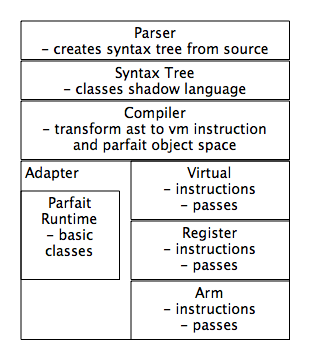 Parser
– creates syntax tree from source
Syntax Tree
– classes shadow language
Compiler
– transform ast to vm instruction
and parfait object space
Adapter
Parfait
Runtime
– basic
classes
Virtual
– instructions
– passes
Register
– instructions
– passes
Arm
– instructions
– passes